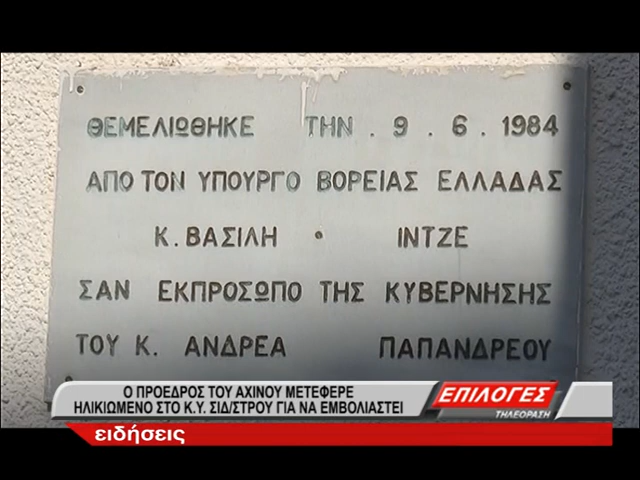 ΘΕΜΕΛΙΩΘΗΚΕ ΤΗΝ . 9 . 6 . 1984
ΑΠΟ ΤΟΝ ΥΠΟΥΡΓΟ ΒΟΡΕΙΑΣ ΕΛΛΑΔΑΣ
Κ. ΒΑΣΙΛΗ • ΙΝΤΖΕ
ΣΑΝ ΕΚΠΡΟΣΩΠΟ ΤΗΣ ΚΥΒΕΡΝΗΣΗΣ
ΤΟΥ Κ. ΑΝΔΡΕΑ ΠΑΠΑΝΔΡΕΟΥ
Ο ΠΡΟΕΔΡΟΣ ΤΟΥ ΑΧΙΝΟΥ ΜΕΤΕΦΕΡΕ
ΗΛΙΚΙΩΜΕΝΟ ΣΤΟ Κ.Υ. ΣΙΔ/ΣΤΡΟΥ ΓΙΑ ΝΑ ΕΜΒΟΛΙΑΣΤΕΙ
ΕΠΙΛΟΓΕΣ
ΤΗΛΕΟΡΑΣΗ
ειδήσεις